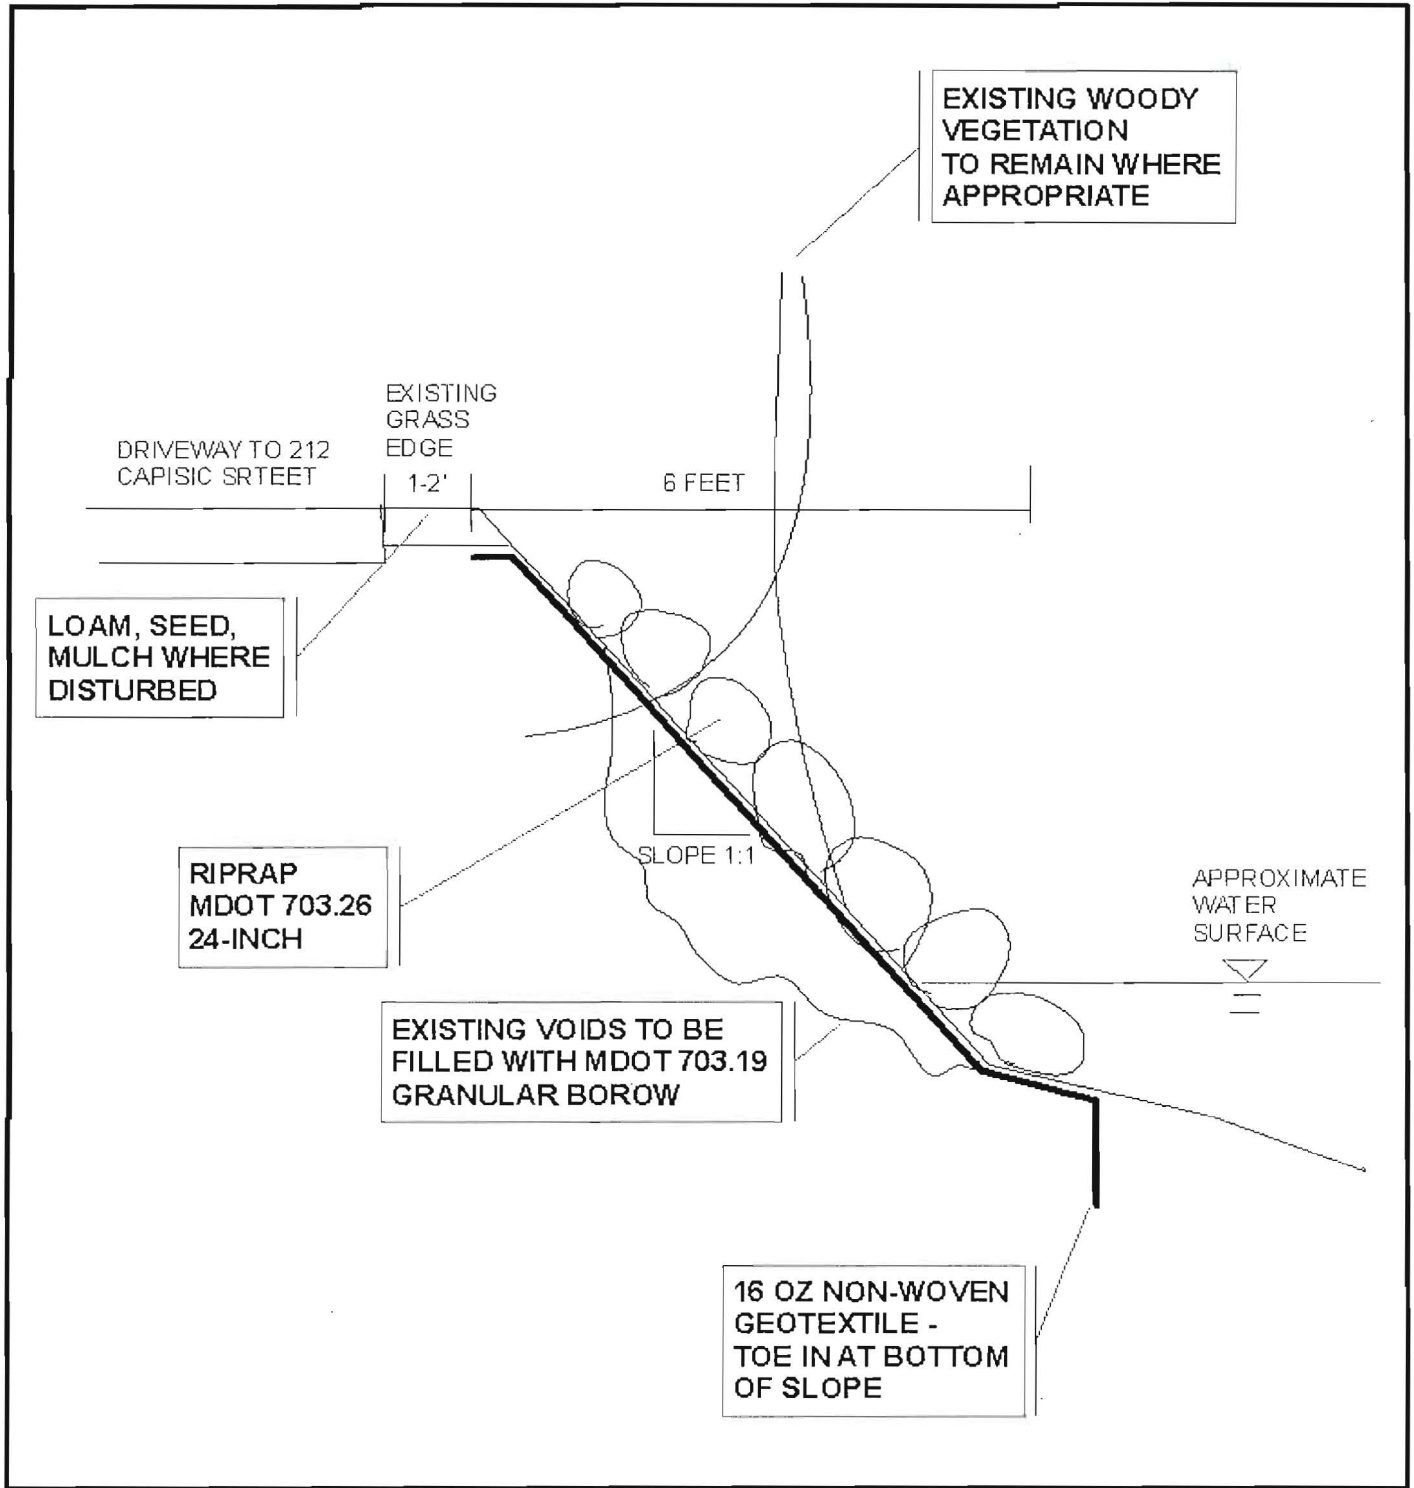 EXISTING WOODY
VEGETATION
TO REMAIN WHERE
APPROPRIATE
EXISTING
GRASS
EDGE
1-2'
DRIVEWAY TO 212
CAPISIC SRTEET
6 FEET
LOAM, SEED,
MULCH WHERE
DISTURBED
SLOPE 1:1
RIPRAP
MDOT 703.26
24-INCH
APPROXIMATE
WATER
SURFACE
EXISTING VOIDS TO BE
FILLED WITH MDOT 703.19
GRANULAR BOROW
16 OZ NON-WOVEN
GEOTEXTILE -
TOE IN AT BOTTOM
OF SLOPE